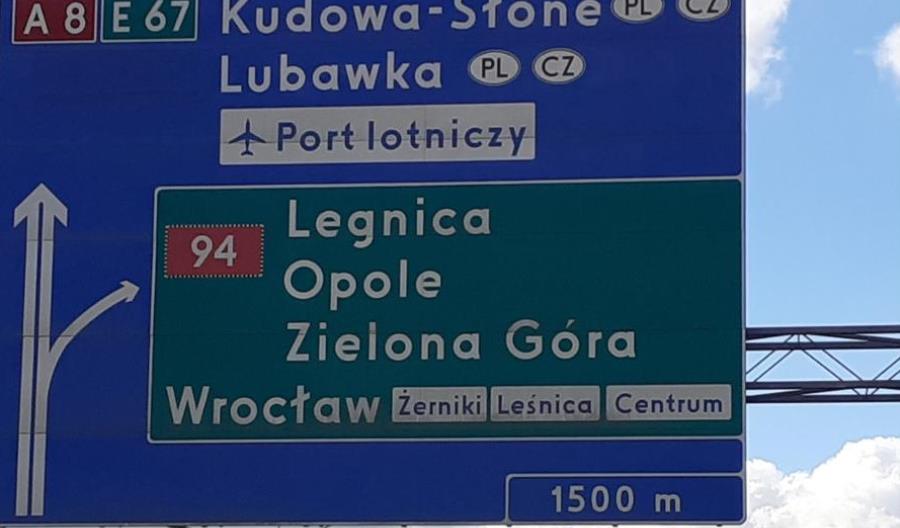 A 8 E 67 Kudowa-Słone PL CZ
Lubawka PL CZ
Port lotniczy
94 Legnica
Opole
Zielona Góra
Wrocław Żerniki Leśnica Centrum
1500 m